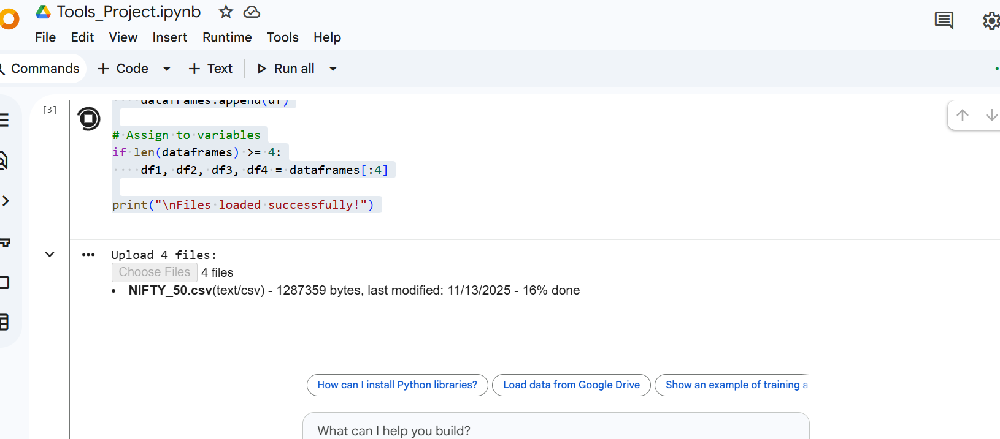 Tools_Project.ipynb
File Edit View Insert Runtime Tools Help
Commands + Code + Text Run all
[3]
dataframes.append(df)
# Assign to variables
if len(dataframes) >= 4:
df1, df2, df3, df4 = dataframes[:4]
print("\nFiles loaded successfully!")
Upload 4 files:
Choose Files 4 files
• NIFTY_50.csv(text/csv) - 1287359 bytes, last modified: 11/13/2025 - 16% done
How can I install Python libraries? Load data from Google Drive Show an example of training a
What can I help you build?